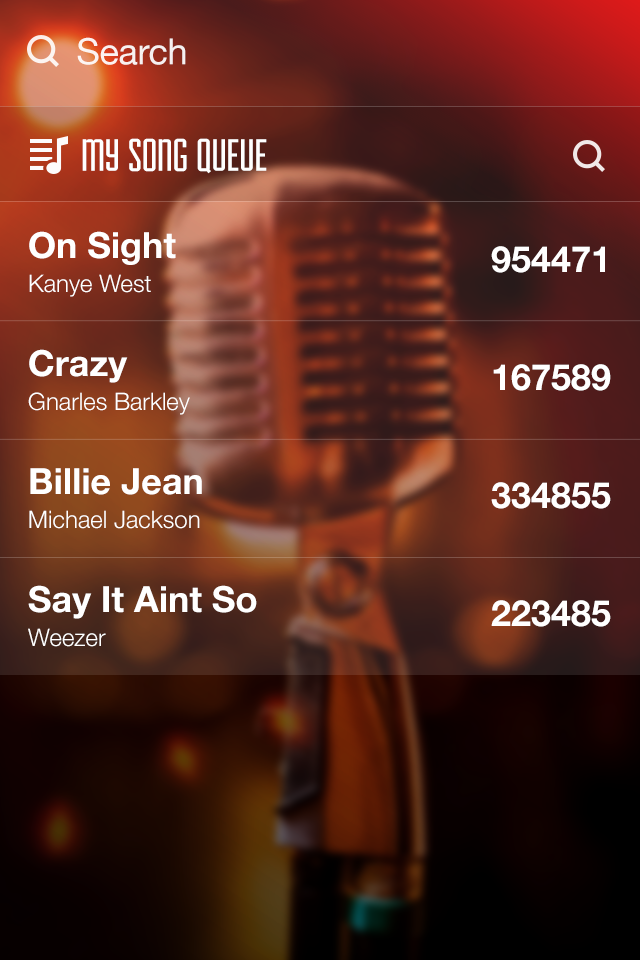 Search
MY SONG QUEUE
On Sight
Kanye West
954471
Crazy
Gnarles Barkley
167589
Billie Jean
Michael Jackson
334855
Say It Aint So
Weezer
223485